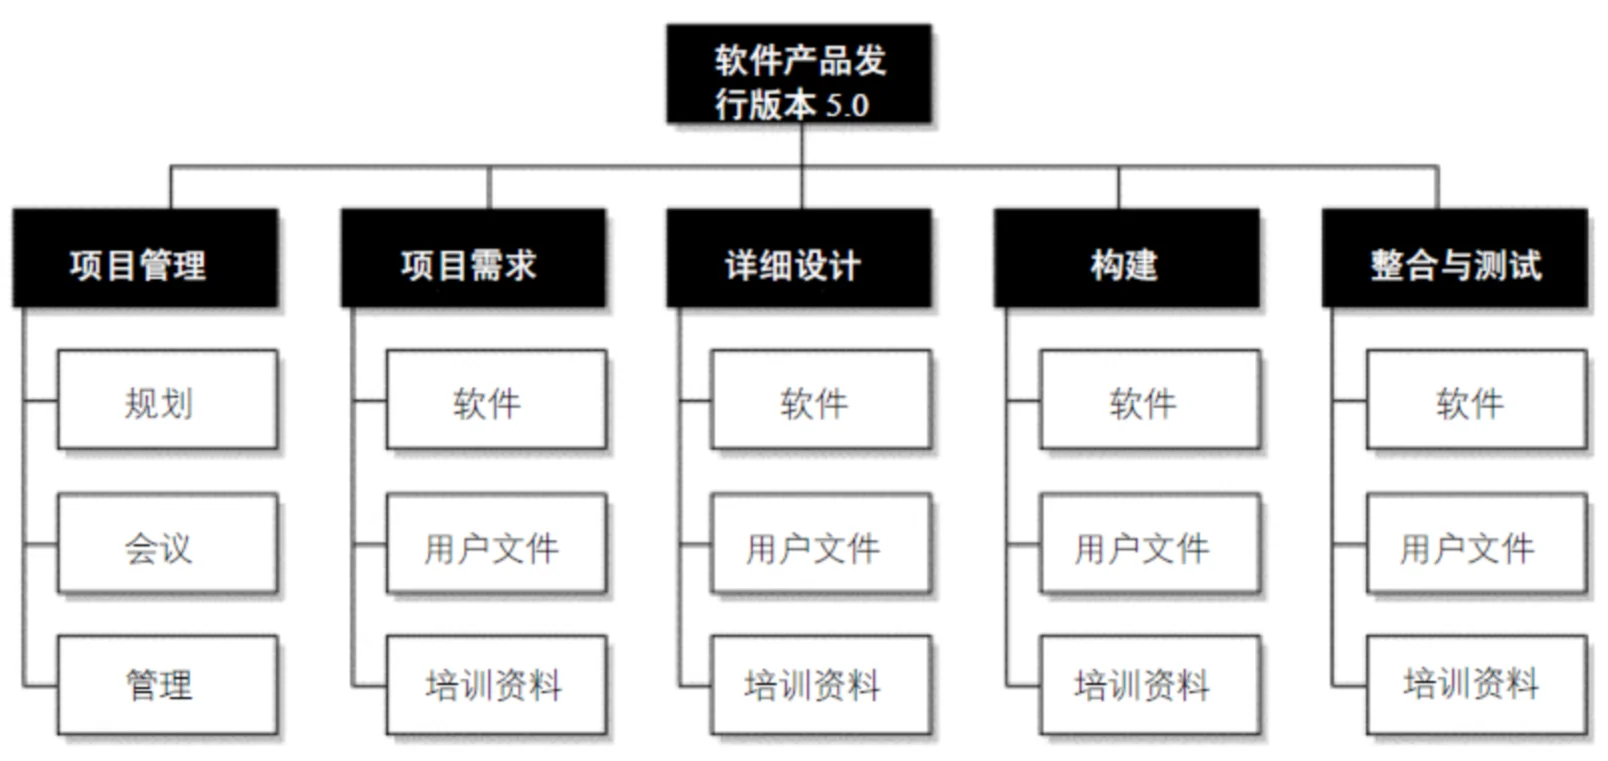 软件产品发
行版本 5.0
项目管理
项目需求
详细设计
构建
整合与测试
规划
软件
软件
软件
软件
会议
用户文件
用户文件
用户文件
用户文件
管理
培训资料
培训资料
培训资料
培训资料